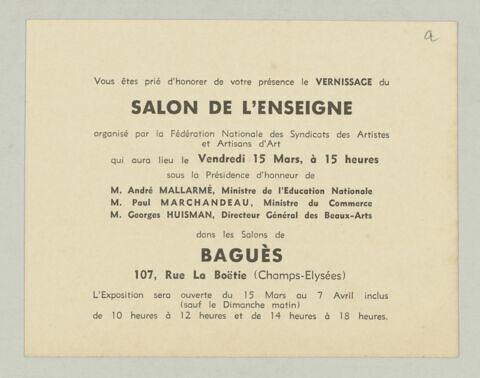 a
Vous êtes prié d'honorer de votre présence le VERNISSAGE du
SALON DE L'ENSEIGNE
organisé par la Fédération Nationale des Syndicats des Artistes
et Artisans d'Art
qui aura lieu le Vendredi 15 Mars, à 15 heures
sous la Présidence d'honneur de
M. André MALLARMÉ, Ministre de l'Education Nationale
M. Paul MARCHANDEAU, Ministre du Commerce
M. Georges HUISMAN, Directeur Général des Beaux-Arts
dans les Salons de
BAGUÈS
107, Rue La Boëtie (Champs-Elysées)
L'Exposition sera ouverte du 15 Mars au 7 Avril inclus
(sauf le Dimanche matin)
de 10 heures à 12 heures et de 14 heures à 18 heures.